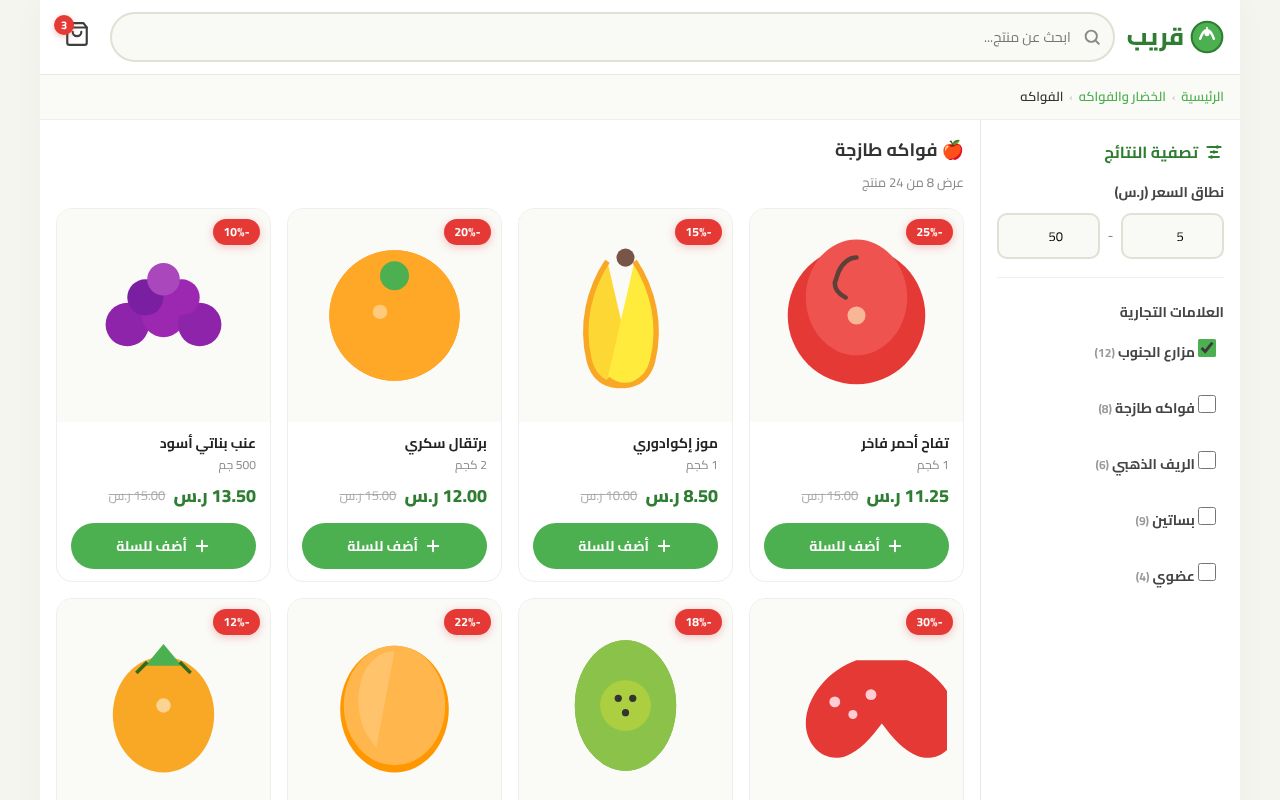 قريب
ابحث عن منتج...
3
الرئيسية › الخضار والفواكه › الفواكه
تصفية النتائج
نطاق السعر (ر.س)
5 - 50
العلامات التجارية
مزارع الجنوب (12)
فواكه طازجة (8)
الريف الذهبي (6)
بساتين (9)
عضوي (4)
🍎 فواكه طازجة
عرض 8 من 24 منتج
-25%
تفاح أحمر فاخر
1 كجم
11.25 ر.س 15.00 ر.س
أضف للسلة
-15%
موز إكوادوري
1 كجم
8.50 ر.س 10.00 ر.س
أضف للسلة
-20%
برتقال سكري
2 كجم
12.00 ر.س 15.00 ر.س
أضف للسلة
-10%
عنب بناتي أسود
500 جم
13.50 ر.س 15.00 ر.س
أضف للسلة
-30%
-18%
-22%
-12%